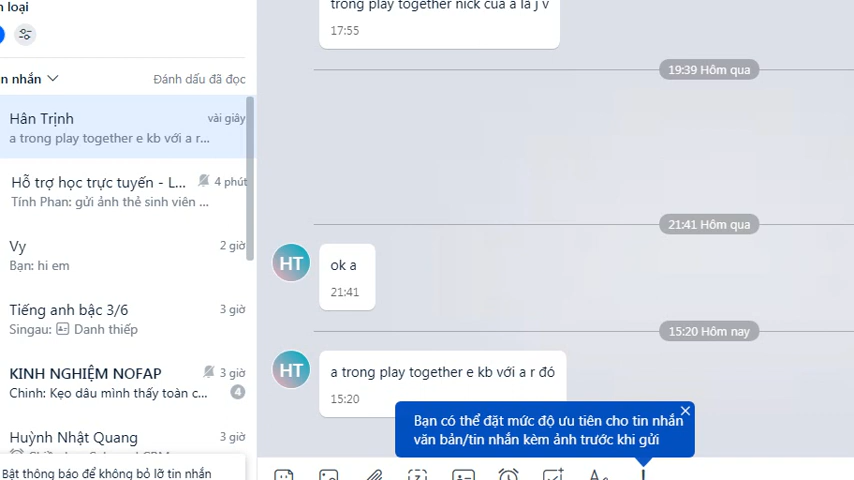 n loại
n nhắn
Đánh dấu đã đọc
Hân Trịnh
vài giây
a trong play together e kb với a r...
Hỗ trợ học trực tuyến - L...
4 phút
Tính Phan: gửi ảnh thẻ sinh viên ...
Vy
2 giờ
Bạn: hi em
Tiếng anh bậc 3/6
3 giờ
Singau: Danh thiếp
KINH NGHIỆM NOFAP
3 giờ
Chinh: Kẹo dâu mình thấy toàn c...
4
Huỳnh Nhật Quang
3 giờ
Bật thông báo để không bỏ lỡ tin nhắn
trong play together nick của a là j v
17:55
19:39 Hôm qua
21:41 Hôm qua
HT
ok a
21:41
15:20 Hôm nay
HT
a trong play together e kb với a r đó
15:20
Bạn có thể đặt mức độ ưu tiên cho tin nhắn
văn bản/tin nhắn kèm ảnh trước khi gửi